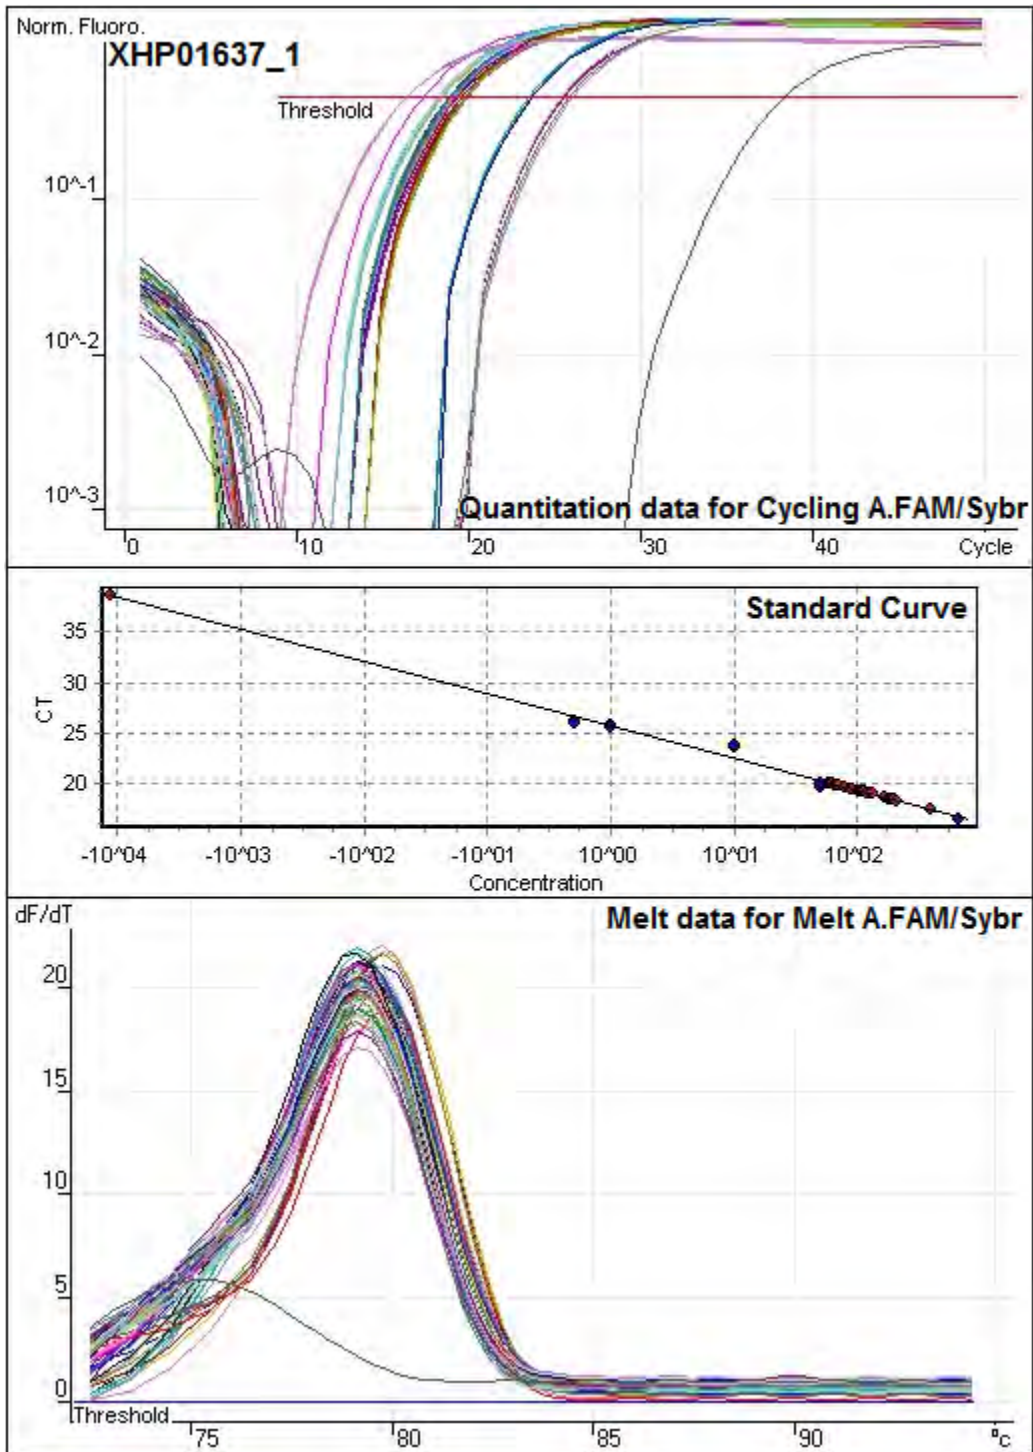 Norm. Fluoro.
XHP01637_1
Threshold
10^-1
10^-2
10^-3
Quantitation data for Cycling A.FAM/Sybr
0 10 20 30 40 Cycle
Standard Curve
CT
35
30
25
20
-10^04 -10^03 -10^02 -10^01 10^00 10^01 10^02
Concentration
dF/dT
Melt data for Melt A.FAM/Sybr
20
15
10
5
0
Threshold
75 80 85 90 ºc